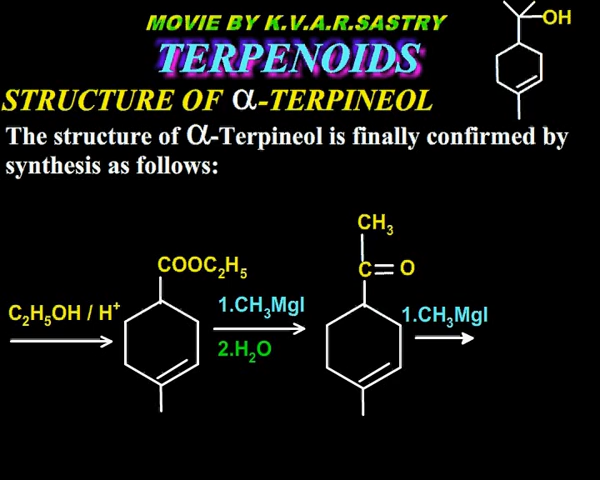 MOVIE BY K.V.A.R.SASTRY
OH
TERPENOIDS
STRUCTURE OF α-TERPINEOL
The structure of α-Terpineol is finally confirmed by
synthesis as follows:
CH₃
COOC₂H₅
C=O
C₂H₅OH / H⁺
1.CH₃MgI
1.CH₃MgI
2.H₂O